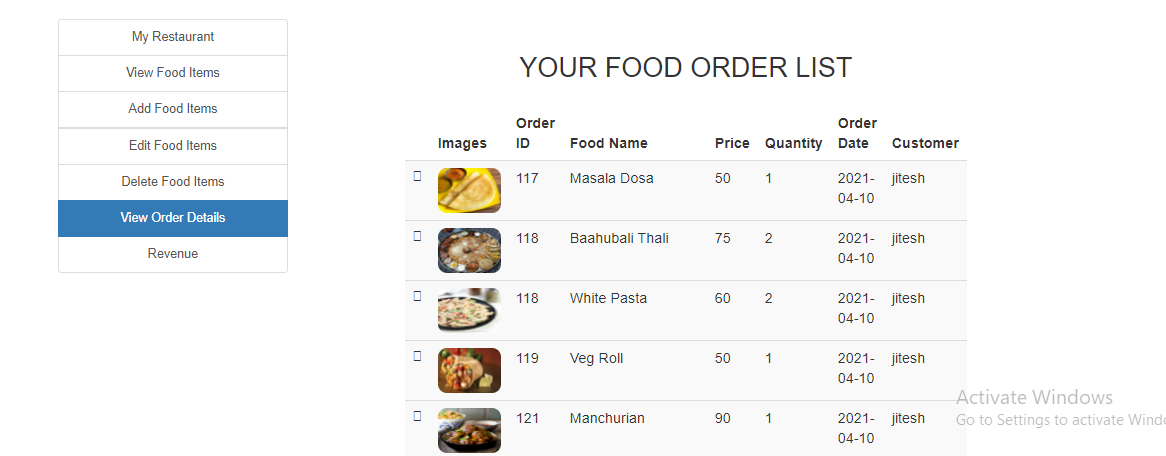 My Restaurant
View Food Items
Add Food Items
Edit Food Items
Delete Food Items
View Order Details
Revenue
YOUR FOOD ORDER LIST
Images Order ID Food Name Price Quantity Order Date Customer
117 Masala Dosa 50 1 2021-04-10 jitesh
118 Baahubali Thali 75 2 2021-04-10 jitesh
118 White Pasta 60 2 2021-04-10 jitesh
119 Veg Roll 50 1 2021-04-10 jitesh
121 Manchurian 90 1 2021-04-10 jitesh
Activate Windows
Go to Settings to activate Windo